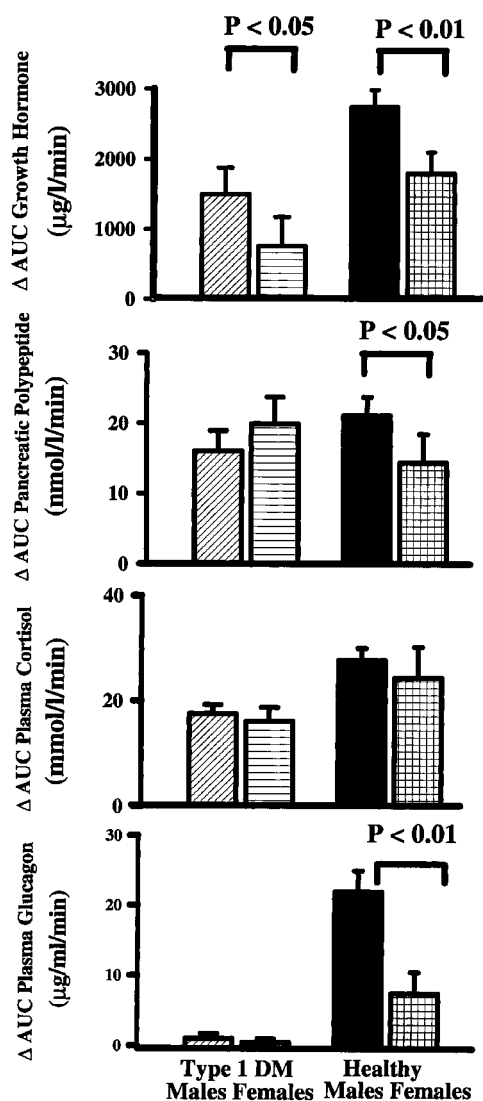 P < 0.05
P < 0.01
Δ AUC Growth Hormone
(μg/l/min)
3000
2000
1000
0
P < 0.05
Δ AUC Pancreatic Polypeptide
(nmol/l/min)
30
20
10
0
Δ AUC Plasma Cortisol
(mmol/l/min)
40
20
0
P < 0.01
Δ AUC Plasma Glucagon
(μg/ml/min)
30
20
10
0
Type 1 DM Healthy
Males Females Males Females